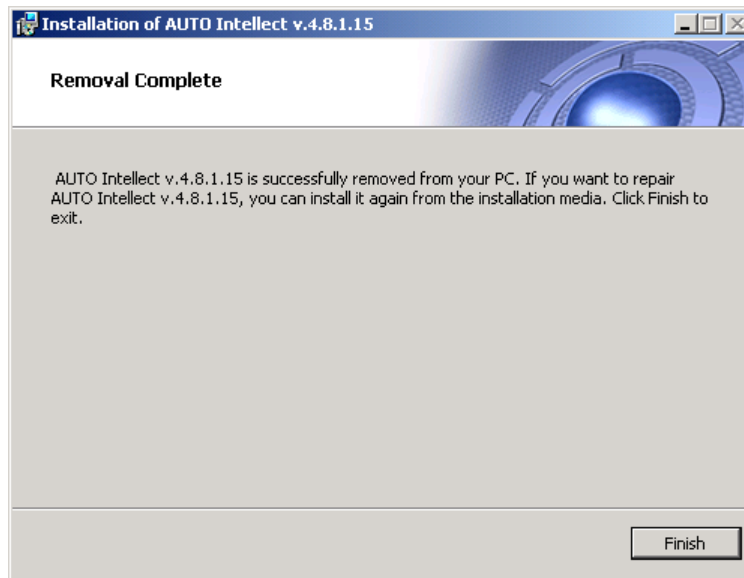 Installation of AUTO Intellect v.4.8.1.15
Removal Complete
AUTO Intellect v.4.8.1.15 is successfully removed from your PC. If you want to repair
AUTO Intellect v.4.8.1.15, you can install it again from the installation media. Click Finish to
exit.
Finish